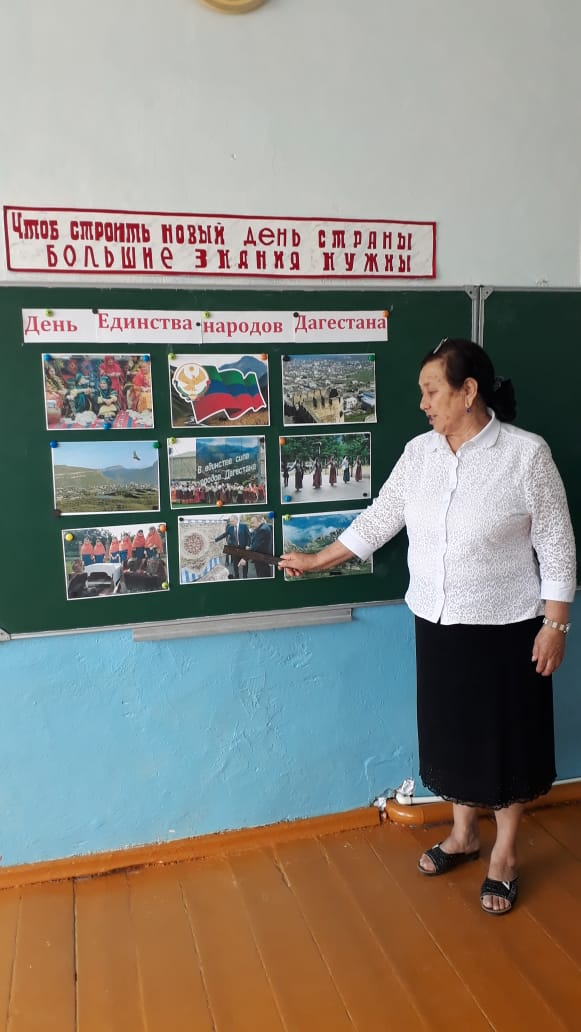 Чтоб строить новый день страны
большие знания нужны
День Единства народов Дагестана
В единстве сила
народов Дагестана